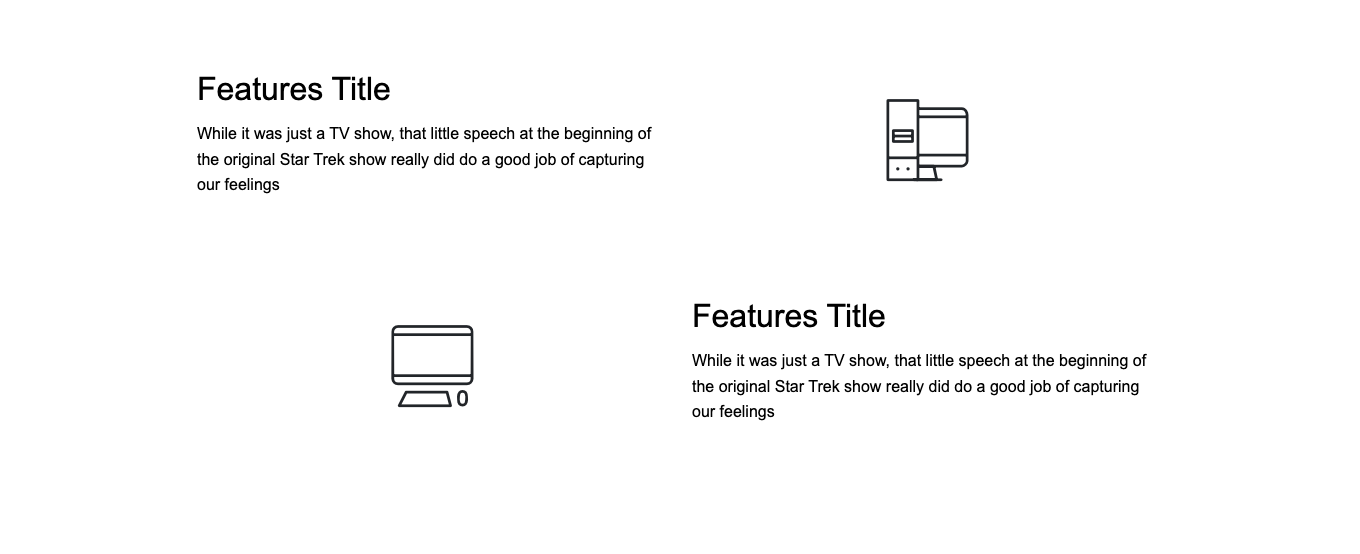 Features Title
While it was just a TV show, that little speech at the beginning of
the original Star Trek show really did do a good job of capturing
our feelings
Features Title
While it was just a TV show, that little speech at the beginning of
the original Star Trek show really did do a good job of capturing
our feelings